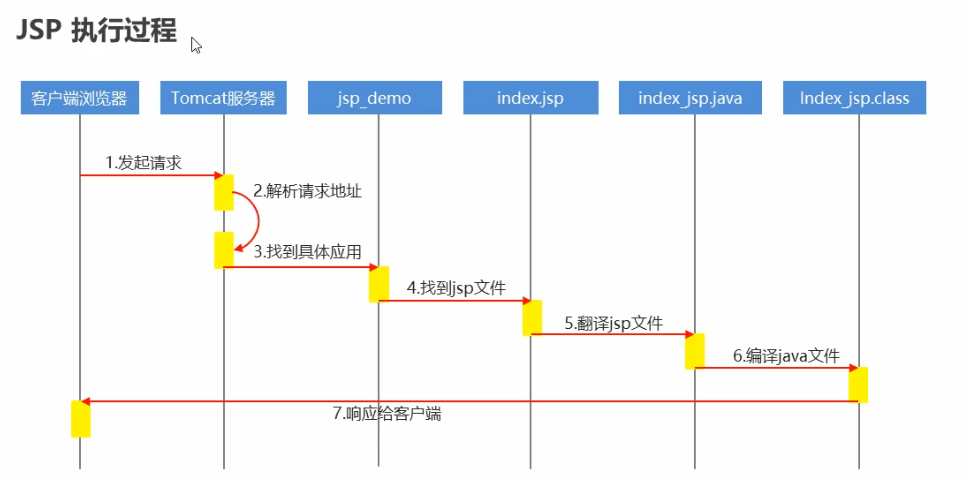 JSP 执行过程
客户端浏览器
Tomcat服务器
jsp_demo
index.jsp
index_jsp.java
Index_jsp.class
1.发起请求
2.解析请求地址
3.找到具体应用
4.找到jsp文件
5.翻译jsp文件
6.编译java文件
7.响应给客户端